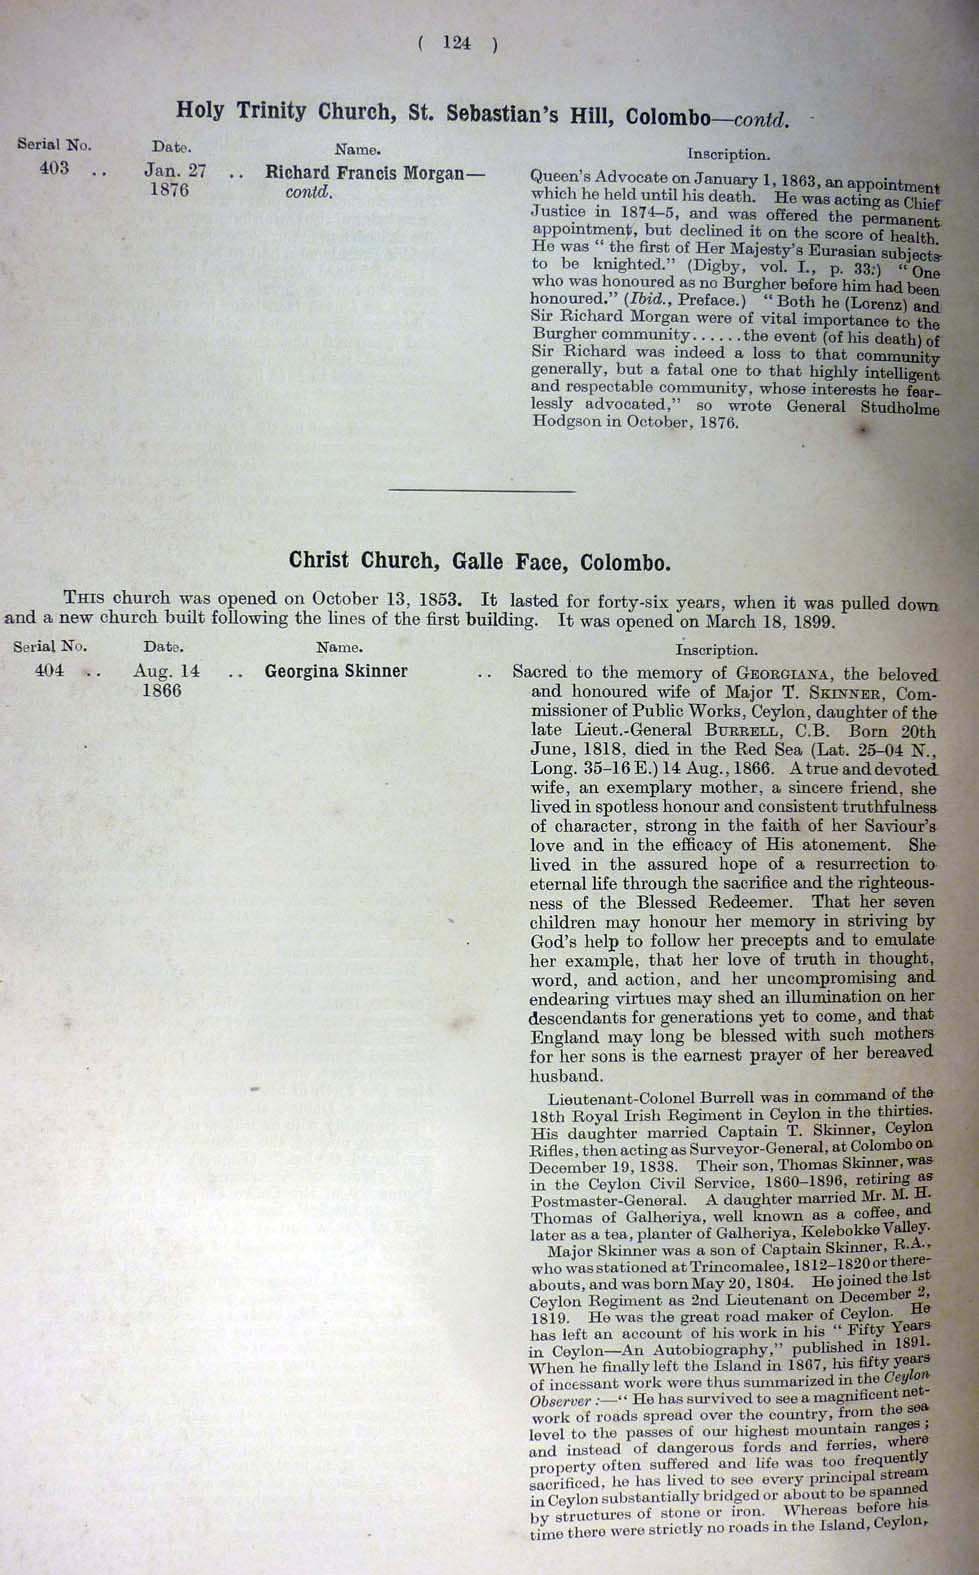 ( 124 )
Holy Trinity Church, St. Sebastian's Hill, Colombo—contd.
Serial No. Date. Name. Inscription.
403 .. Jan. 27 .. Richard Francis Morgan— Queen's Advocate on January 1, 1863, an appointment
1876 contd. which he held until his death. He was acting as Chief
Justice in 1874–5, and was offered the permanent
appointment, but declined it on the score of health.
He was " the first of Her Majesty's Eurasian subjects
to be knighted." (Digby, vol. I., p. 33.) " One
who was honoured as no Burgher before him had been
honoured." (Ibid., Preface.) " Both he (Lorenz) and
Sir Richard Morgan were of vital importance to the
Burgher community......the event (of his death) of
Sir Richard was indeed a loss to that community
generally, but a fatal one to that highly intelligent
and respectable community, whose interests he fear-
lessly advocated," so wrote General Studholme
Hodgson in October, 1876.
Christ Church, Galle Face, Colombo.
THIS church was opened on October 13, 1853. It lasted for forty-six years, when it was pulled down
and a new church built following the lines of the first building. It was opened on March 18, 1899.
Serial No. Date. Name. Inscription.
404 .. Aug. 14 .. Georgina Skinner .. Sacred to the memory of GEORGIANA, the beloved
1866 and honoured wife of Major T. SKINNER, Com-
missioner of Public Works, Ceylon, daughter of the
late Lieut.-General BURRELL, C.B. Born 20th
June, 1818, died in the Red Sea (Lat. 25–04 N.,
Long. 35–16 E.) 14 Aug., 1866. A true and devoted
wife, an exemplary mother, a sincere friend, she
lived in spotless honour and consistent truthfulness
of character, strong in the faith of her Saviour's
love and in the efficacy of His atonement. She
lived in the assured hope of a resurrection to
eternal life through the sacrifice and the righteous-
ness of the Blessed Redeemer. That her seven
children may honour her memory in striving by
God's help to follow her precepts and to emulate
her example, that her love of truth in thought,
word, and action, and her uncompromising and
endearing virtues may shed an illumination on her
descendants for generations yet to come, and that
England may long be blessed with such mothers
for her sons is the earnest prayer of her bereaved
husband.
Lieutenant-Colonel Burrell was in command of the
18th Royal Irish Regiment in Ceylon in the thirties.
His daughter married Captain T. Skinner, Ceylon
Rifles, then acting as Surveyor-General, at Colombo on
December 19, 1838. Their son, Thomas Skinner, was
in the Ceylon Civil Service, 1860–1896, retiring as
Postmaster-General. A daughter married Mr. M. H.
Thomas of Galheriya, well known as a coffee, and
later as a tea, planter of Galheriya, Kelebokke Valley.
Major Skinner was a son of Captain Skinner, R.A.,
who was stationed at Trincomalee, 1812–1820 or there-
abouts, and was born May 20, 1804. He joined the 1st
Ceylon Regiment as 2nd Lieutenant on December 2,
1819. He was the great road maker of Ceylon. He
has left an account of his work in his " Fifty Years
in Ceylon—An Autobiography," published in 1891.
When he finally left the Island in 1867, his fifty years
of incessant work were thus summarized in the Ceylon
Observer :—" He has survived to see a magnificent net-
work of roads spread over the country, from the sea
level to the passes of our highest mountain ranges ;
and instead of dangerous fords and ferries, where
property often suffered and life was too frequently
sacrificed, he has lived to see every principal stream
in Ceylon substantially bridged or about to be spanned
by structures of stone or iron. Whereas before his
time there were strictly no roads in the Island, Ceylon,